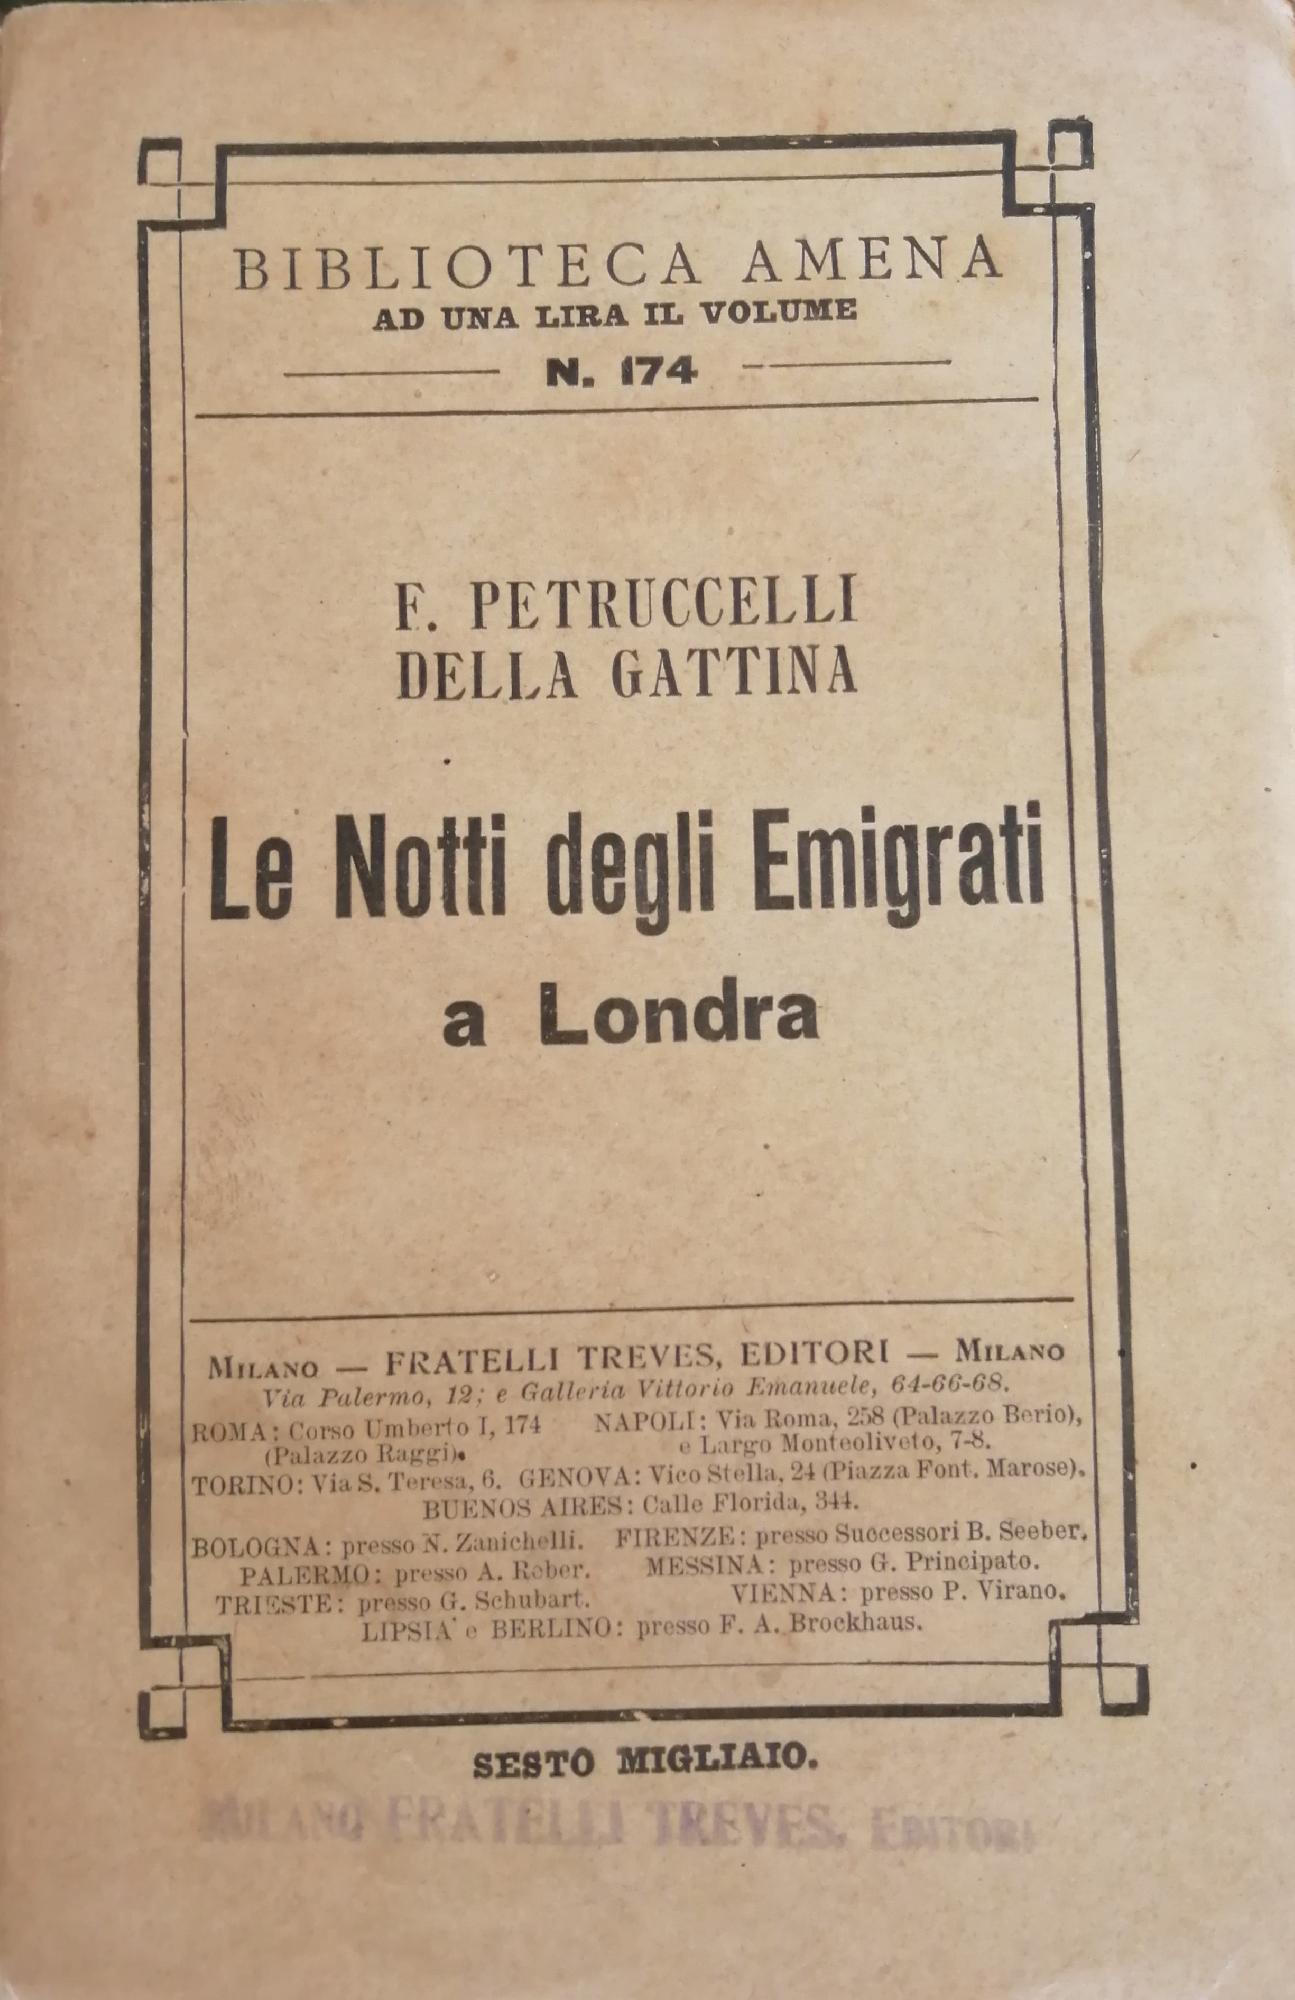 BIBLIOTECA AMENA
AD UNA LIRA IL VOLUME
N. 174
F. PETRUCCELLI
DELLA GATTINA
Le Notti degli Emigrati
a Londra
MILANO — FRATELLI TREVES, EDITORI — MILANO
Via Palermo, 12; e Galleria Vittorio Emanuele, 64-66-68.
ROMA: Corso Umberto I, 174 NAPOLI: Via Roma, 258 (Palazzo Berio),
(Palazzo Raggi). e Largo Monteoliveto, 7-8.
TORINO: Via S. Teresa, 6. GENOVA: Vico Stella, 24 (Piazza Font. Marose).
BUENOS AIRES: Calle Florida, 344.
BOLOGNA: presso N. Zanichelli. FIRENZE: presso Successori B. Seeber.
PALERMO: presso A. Reber. MESSINA: presso G. Principato.
TRIESTE: presso G. Schubart. VIENNA: presso P. Virano.
LIPSIA e BERLINO: presso F. A. Brockhaus.
SESTO MIGLIAIO.
MILANO FRATELLI TREVES, EDITORI